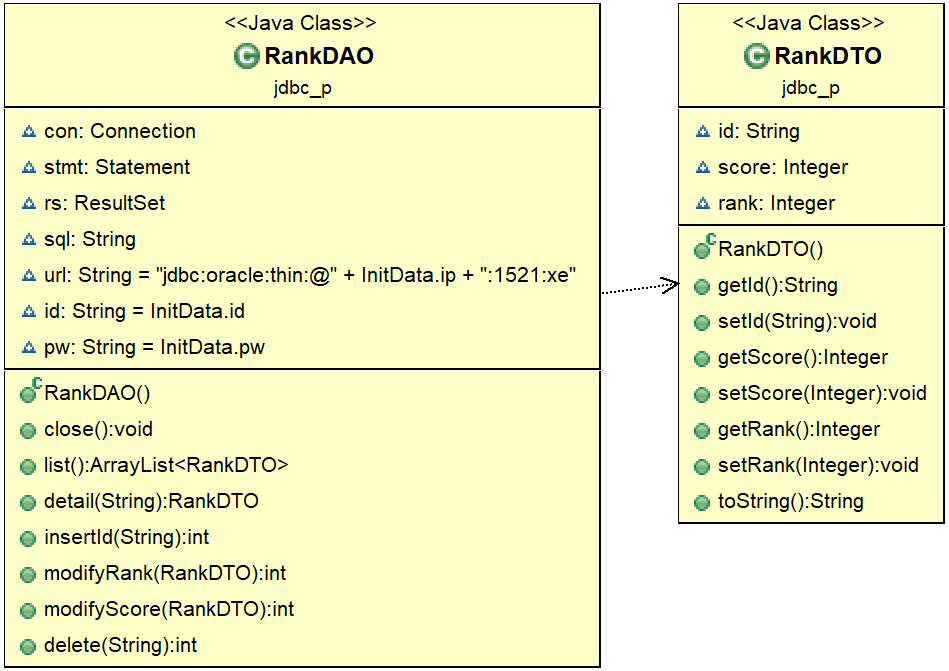 <<Java Class>>
RankDAO
jdbc_p
con: Connection
stmt: Statement
rs: ResultSet
sql: String
url: String = "jdbc:oracle:thin:@" + InitData.ip + ":1521:xe"
id: String = InitData.id
pw: String = InitData.pw
RankDAO()
close():void
list():ArrayList<RankDTO>
detail(String):RankDTO
insertId(String):int
modifyRank(RankDTO):int
modifyScore(RankDTO):int
delete(String):int
<<Java Class>>
RankDTO
jdbc_p
id: String
score: Integer
rank: Integer
RankDTO()
getId():String
setId(String):void
getScore():Integer
setScore(Integer):void
getRank():Integer
setRank(Integer):void
toString():String